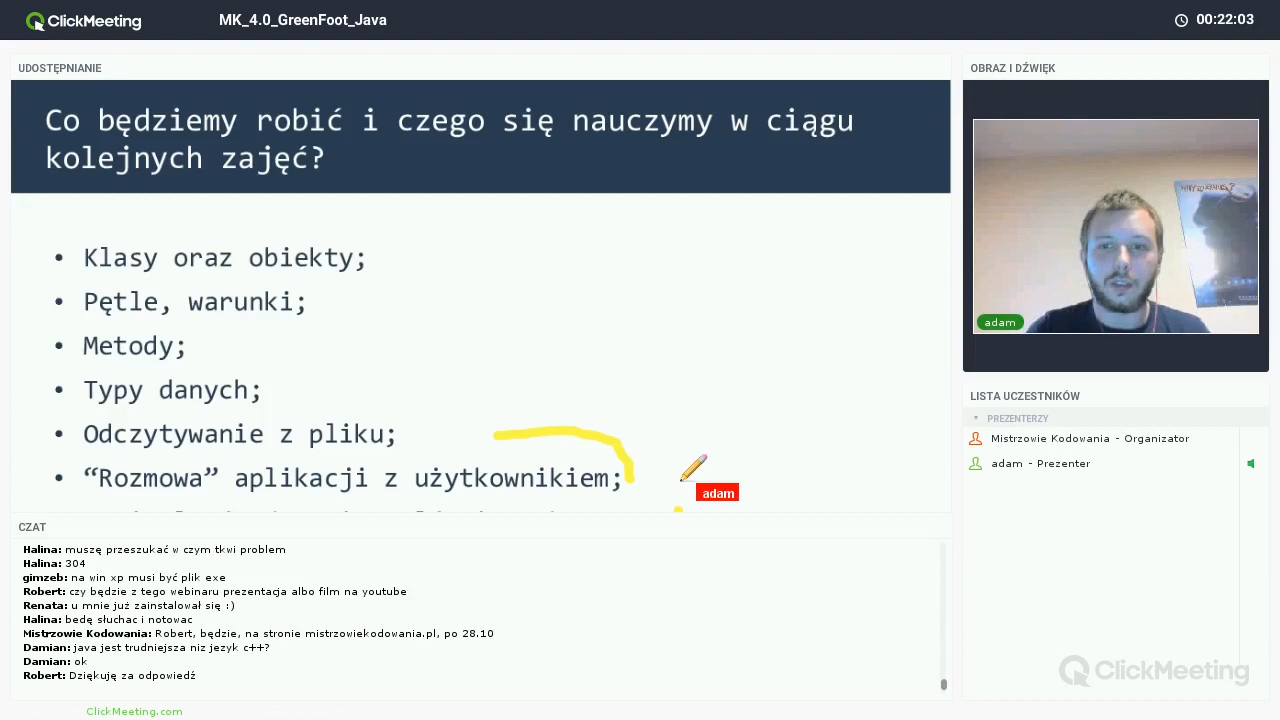 ClickMeeting
MK_4.0_GreenFoot_Java
00:22:03
UDOSTĘPNIANIE
Co będziemy robić i czego się nauczymy w ciągu
kolejnych zajęć?
• Klasy oraz obiekty;
• Pętle, warunki;
• Metody;
• Typy danych;
• Odczytywanie z pliku;
• “Rozmowa” aplikacji z użytkownikiem;
adam
CZAT
Halina: muszę przeszukać w czym tkwi problem
Halina: 304
gimzeb: na win xp musi być plik exe
Robert: czy będzie z tego webinaru prezentacja albo film na youtube
Renata: u mnie już zainstalował się :)
Halina: bedę słuchac i notowac
Mistrzowie Kodowania: Robert, będzie, na stronie mistrzowiekodowania.pl, po 28.10
Damian: java jest trudniejsza niz jezyk c++?
Damian: ok
Robert: Dziękuję za odpowiedź
OBRAZ I DŹWIĘK
adam
LISTA UCZESTNIKÓW
PREZENTERZY
Mistrzowie Kodowania - Organizator
adam - Prezenter
ClickMeeting
ClickMeeting.com